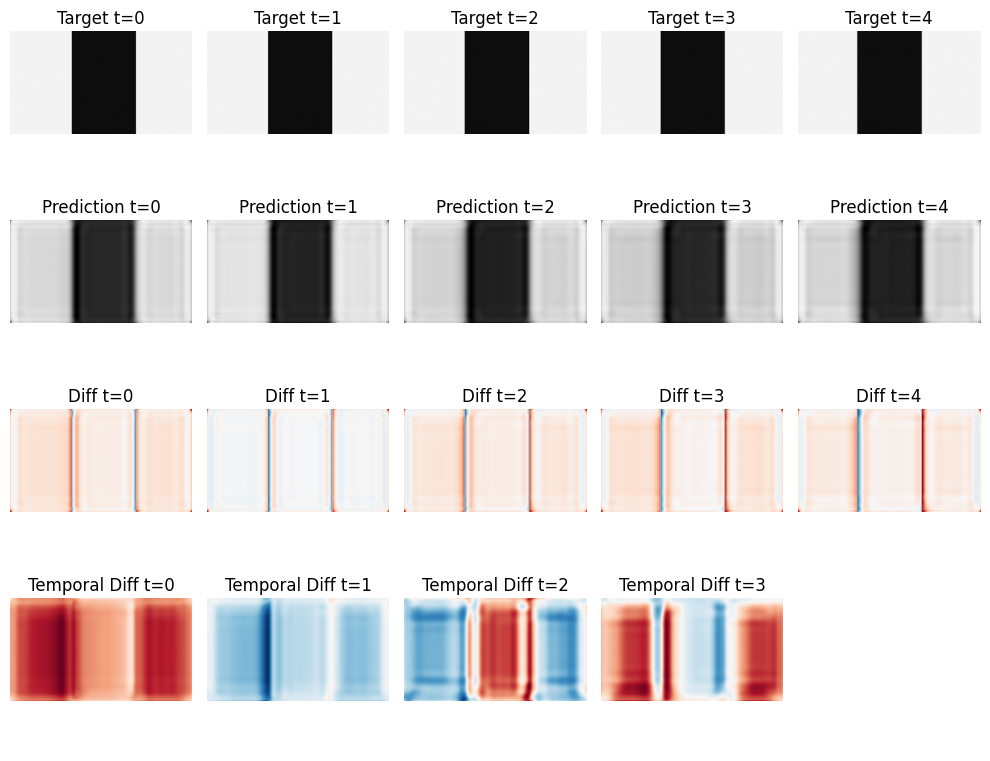 Target t=0 Target t=1 Target t=2 Target t=3 Target t=4
Prediction t=0 Prediction t=1 Prediction t=2 Prediction t=3 Prediction t=4
Diff t=0 Diff t=1 Diff t=2 Diff t=3 Diff t=4
Temporal Diff t=0 Temporal Diff t=1 Temporal Diff t=2 Temporal Diff t=3